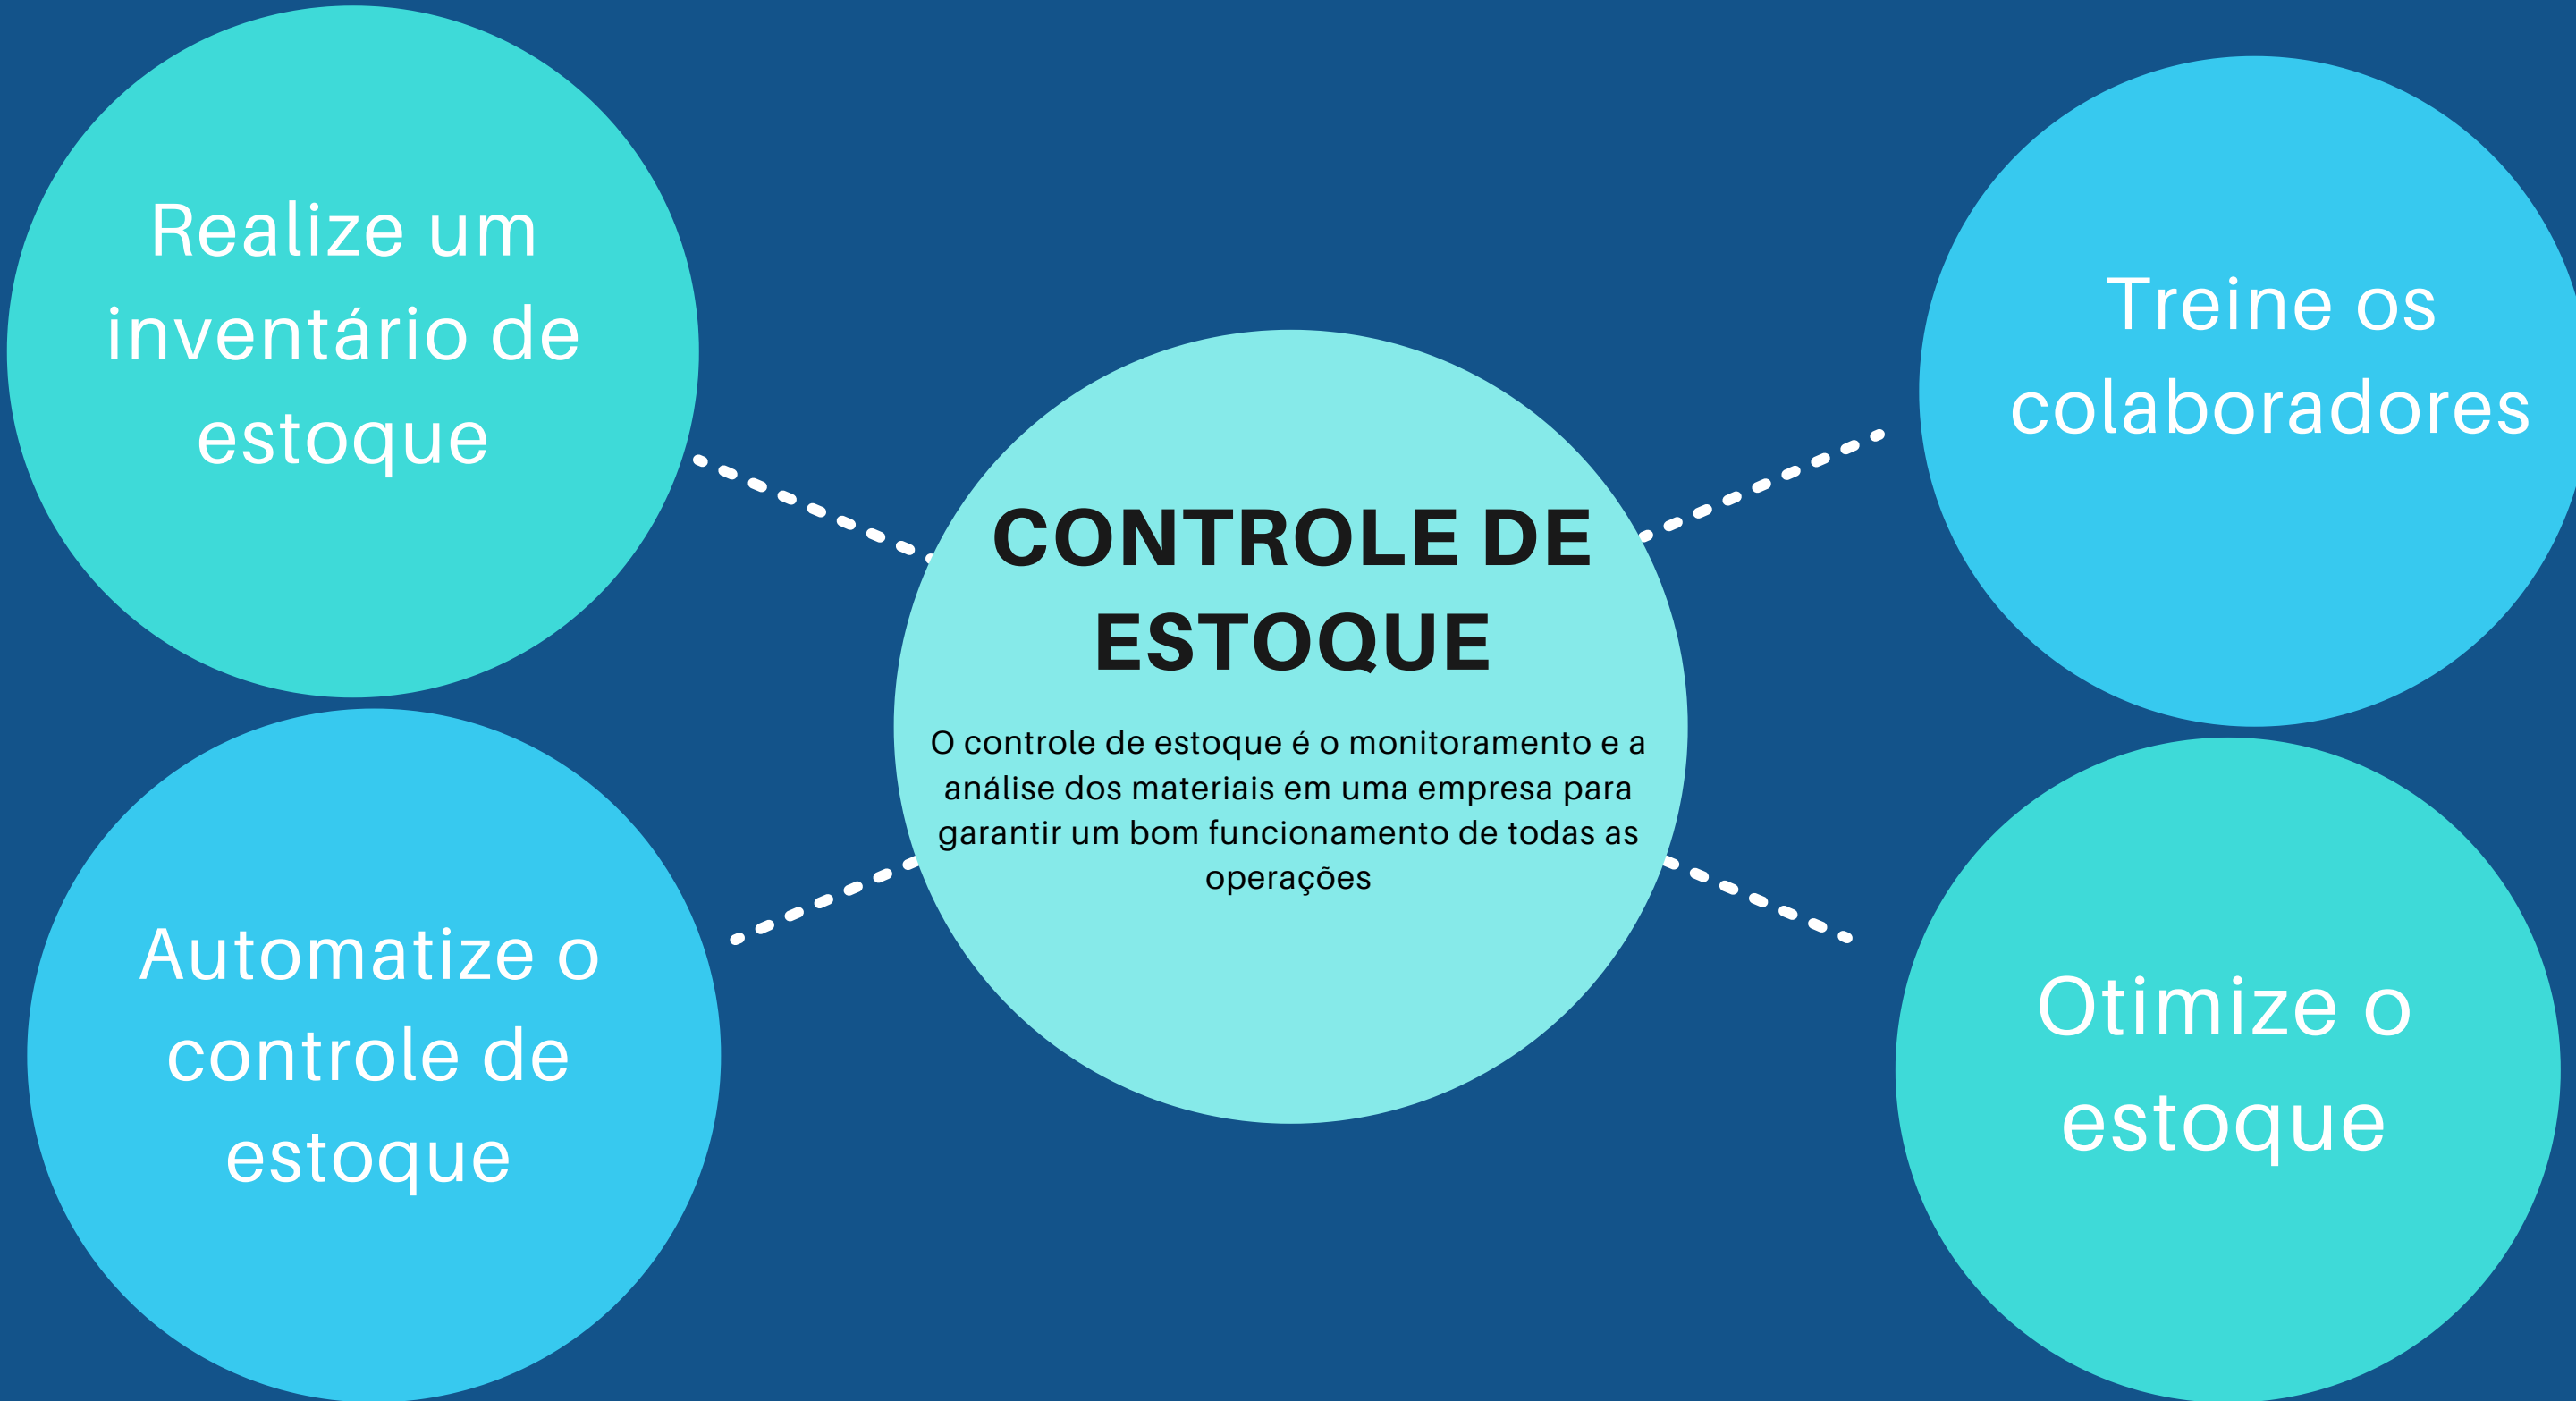 Realize um
inventário de
estoque
Treine os
colaboradores
CONTROLE DE
ESTOQUE
O controle de estoque é o monitoramento e a
análise dos materiais em uma empresa para
garantir um bom funcionamento de todas as
operações
Automatize o
controle de
estoque
Otimize o
estoque